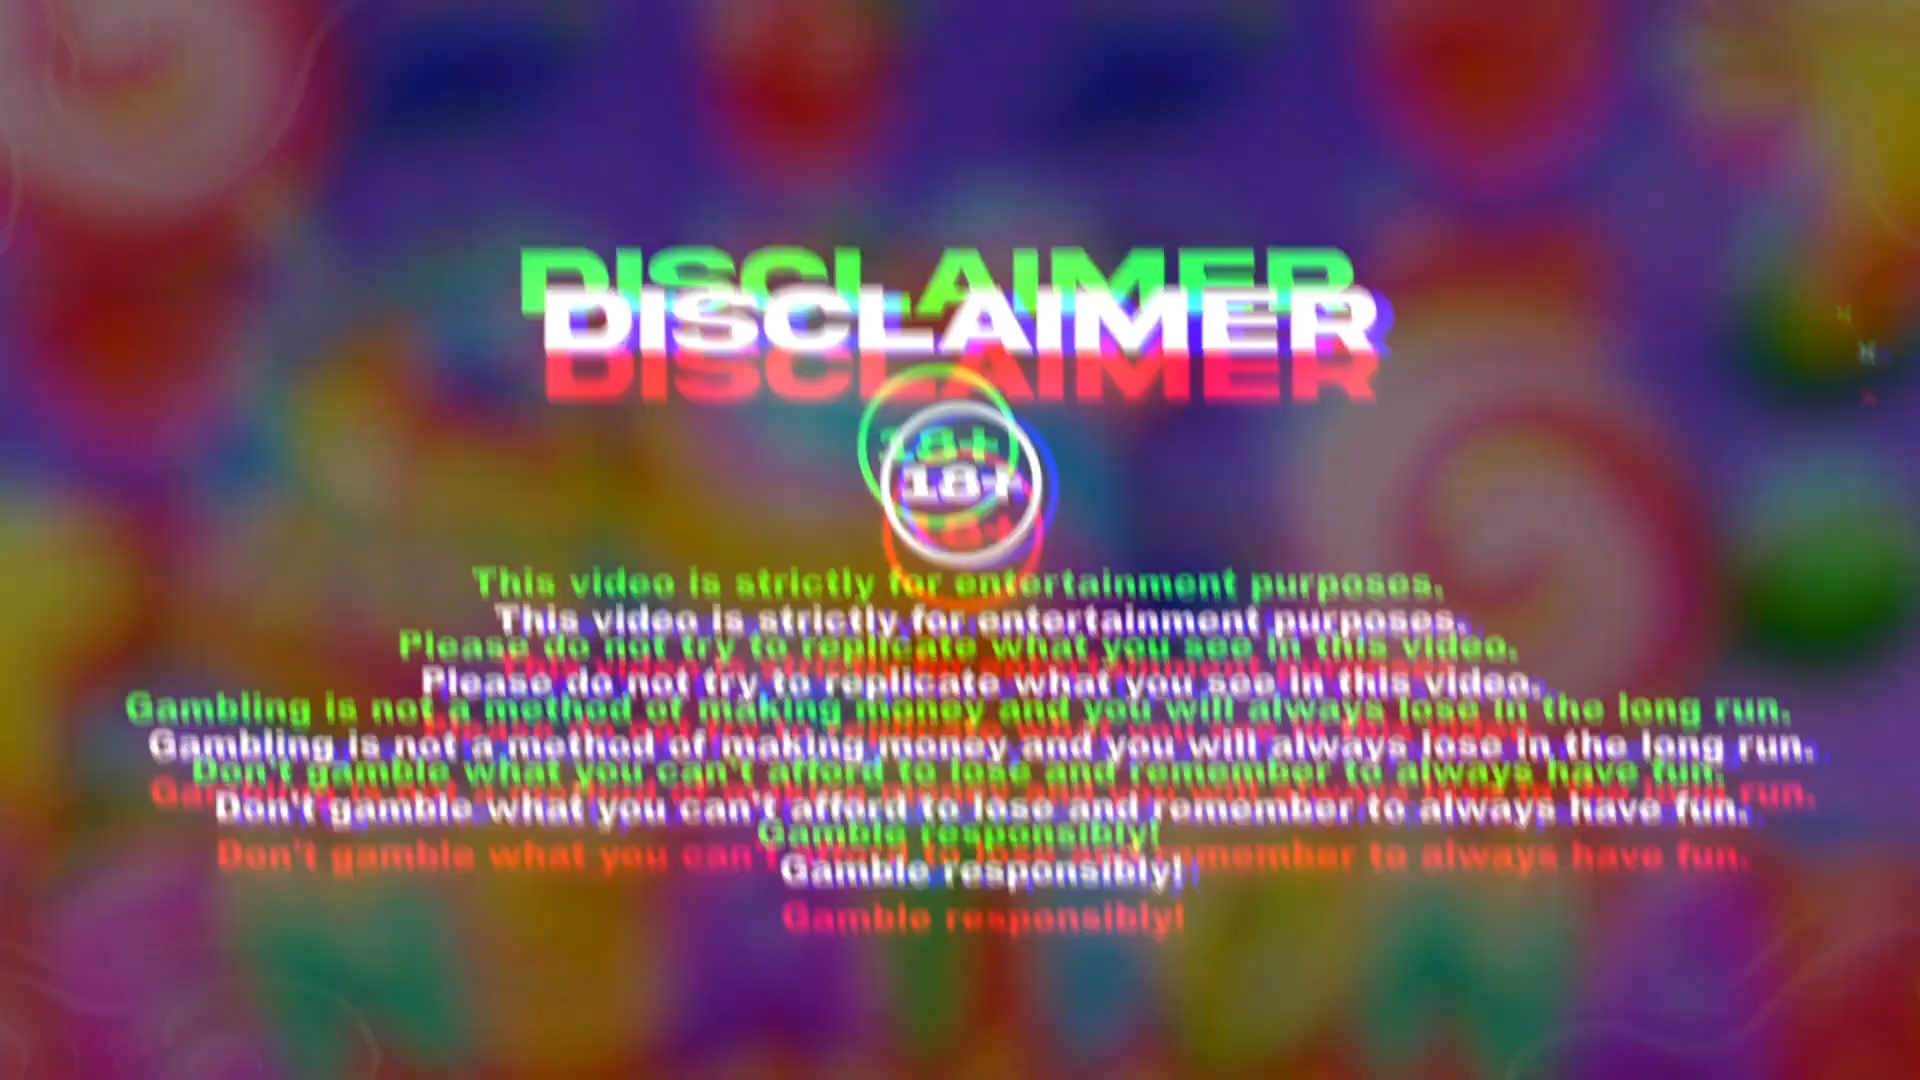 DISCLAIMER
18+
This video is strictly for entertainment purposes.
Please do not try to replicate what you see in this video.
Gambling is not a method of making money and you will always lose in the long run.
Don't gamble what you can't afford to lose and remember to always have fun.
Gamble responsibly!